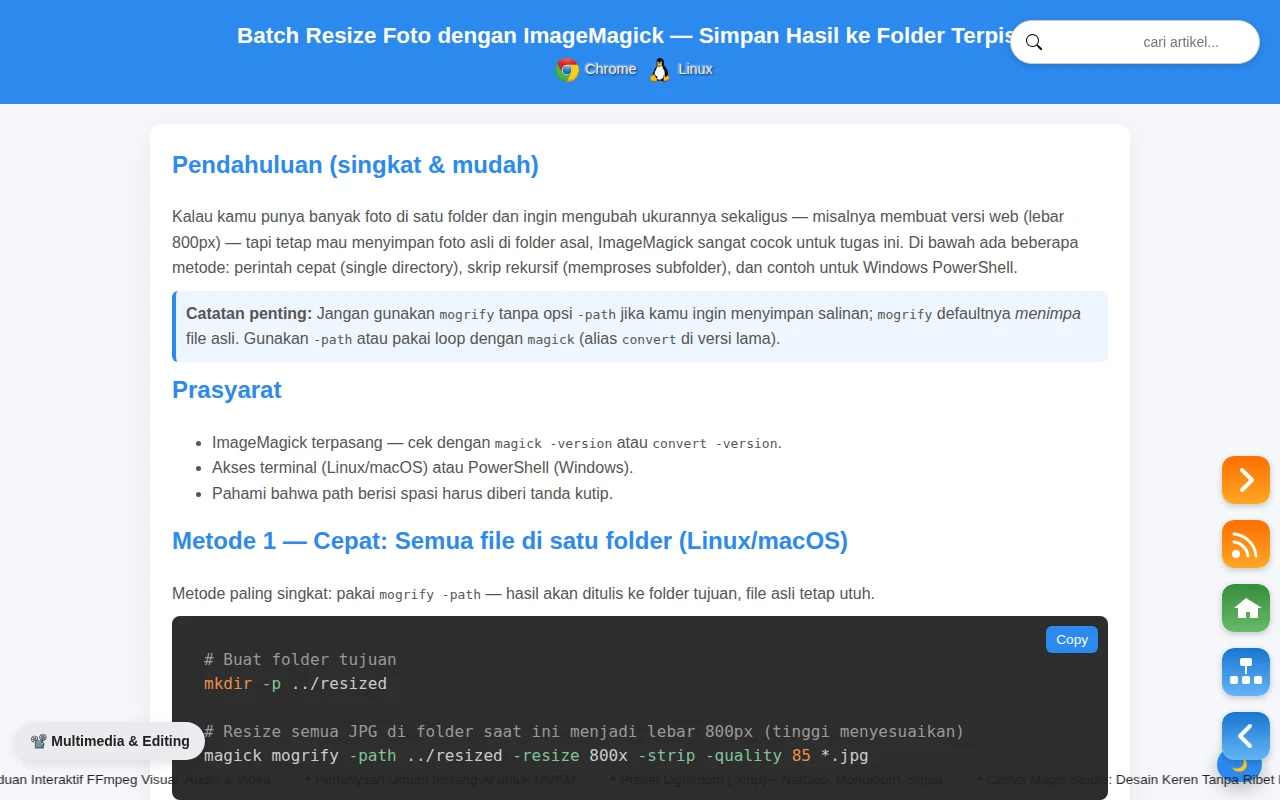 Batch Resize Foto dengan ImageMagick — Simpan Hasil ke Folder Terpis
cari artikel...
Chrome Linux
Pendahuluan (singkat & mudah)
Kalau kamu punya banyak foto di satu folder dan ingin mengubah ukurannya sekaligus — misalnya membuat versi web (lebar
800px) — tapi tetap mau menyimpan foto asli di folder asal, ImageMagick sangat cocok untuk tugas ini. Di bawah ada beberapa
metode: perintah cepat (single directory), skrip rekursif (memproses subfolder), dan contoh untuk Windows PowerShell.
Catatan penting: Jangan gunakan mogrify tanpa opsi -path jika kamu ingin menyimpan salinan; mogrify defaultnya menimpa
file asli. Gunakan -path atau pakai loop dengan magick (alias convert di versi lama).
Prasyarat
ImageMagick terpasang — cek dengan magick -version atau convert -version.
Akses terminal (Linux/macOS) atau PowerShell (Windows).
Pahami bahwa path berisi spasi harus diberi tanda kutip.
Metode 1 — Cepat: Semua file di satu folder (Linux/macOS)
Metode paling singkat: pakai mogrify -path — hasil akan ditulis ke folder tujuan, file asli tetap utuh.
Copy
# Buat folder tujuan
mkdir -p ../resized
# Resize semua JPG di folder saat ini menjadi lebar 800px (tinggi menyesuaikan)
magick mogrify -path ../resized -resize 800x -strip -quality 85 *.jpg
Multimedia & Editing
duan Interaktif FFmpeg Visual Audio & Video • Pertanyaan Umum tentang AI untuk UMKM • Preset Lightroom (.xmp) – NatGeo, Monokrom, Sepia • Canva Magic Studio: Desain Keren Tanpa Ribet